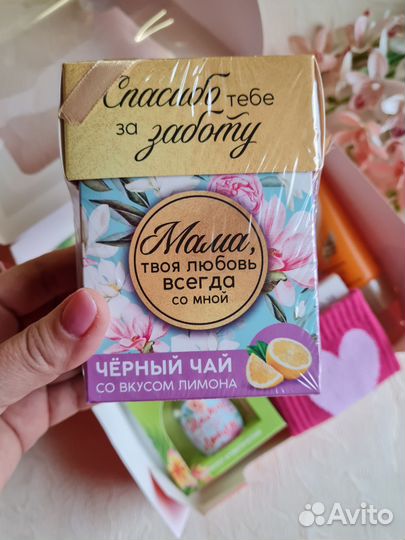 Спасибо тебе
за заботу
Мама,
твоя любовь
всегда
со мной
ЧЁРНЫЙ ЧАЙ
СО ВКУСОМ ЛИМОНА
Avito